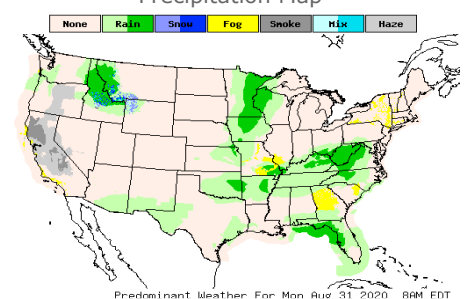 Precipitation Map
None Rain Snow Fog Smoke Mix Haze
Predominant Weather For Mon Aug 31 2020 8AM EDT